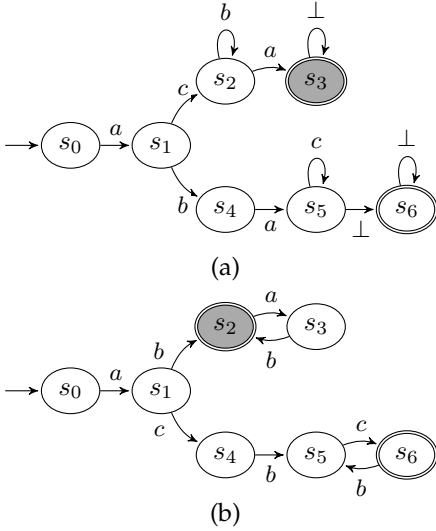 b ⊥
a
s₂ s₃
c c ⊥
a
s₀ s₁
b
s₄ s₅ s₆
a ⊥
(a)
a
s₂ s₃
b b
a
s₀ s₁
c c
s₄ s₅ s₆
b b
(b)